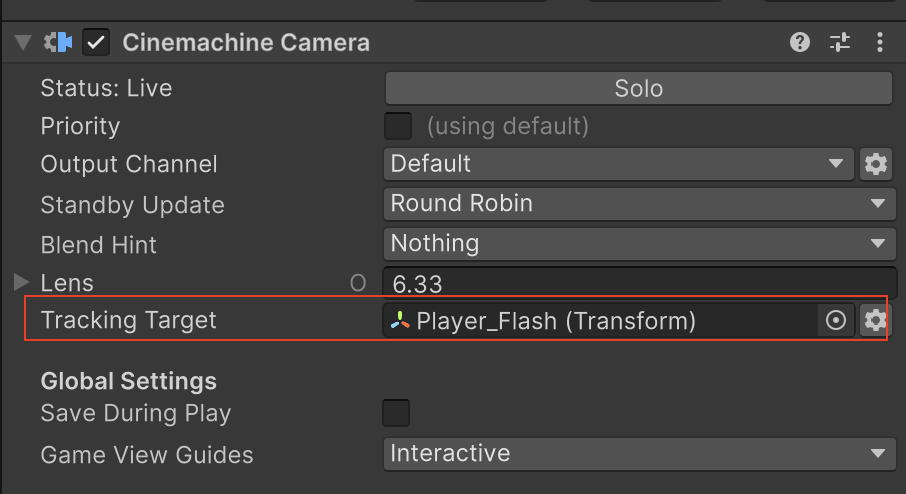 Cinemachine Camera
Status: Live Solo
Priority (using default)
Output Channel Default
Standby Update Round Robin
Blend Hint Nothing
Lens O 6.33
Tracking Target Player_Flash (Transform)
Global Settings
Save During Play
Game View Guides Interactive